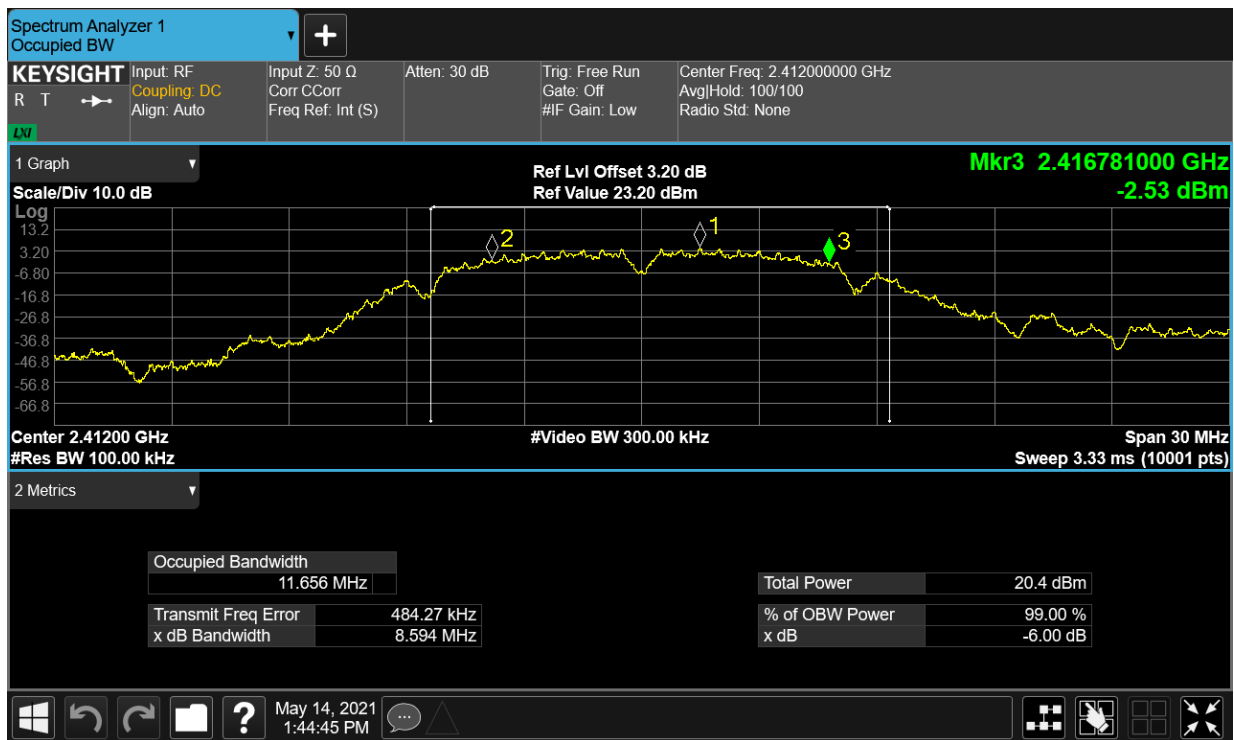 Spectrum Analyzer 1
Occupied BW
KEYSIGHT
R T
LXI
Input: RF
Coupling: DC
Align: Auto
Input Z: 50 Ω
Corr CCorr
Freq Ref: Int (S)
Atten: 30 dB
Trig: Free Run
Gate: Off
#IF Gain: Low
Center Freq: 2.412000000 GHz
Avg|Hold: 100/100
Radio Std: None
1 Graph
Scale/Div 10.0 dB
Ref Lvl Offset 3.20 dB
Ref Value 23.20 dBm
Mkr3 2.416781000 GHz
-2.53 dBm
Log
13.2
3.20
-6.80
-16.8
-26.8
-36.8
-46.8
-56.8
-66.8
2
1
3
Center 2.41200 GHz
#Res BW 100.00 kHz
#Video BW 300.00 kHz
Span 30 MHz
Sweep 3.33 ms (10001 pts)
2 Metrics
Occupied Bandwidth
11.656 MHz
Transmit Freq Error 484.27 kHz
x dB Bandwidth 8.594 MHz
Total Power 20.4 dBm
% of OBW Power 99.00 %
x dB -6.00 dB
?
May 14, 2021
1:44:45 PM